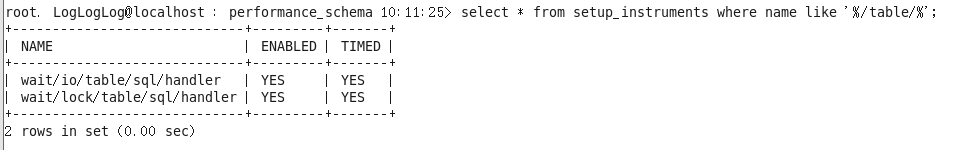 root. LogLogLog@localhost : performance_schema 10:11:25> select * from setup_instruments where name like '%/table/%';
+----------------------------+---------+-------+
| NAME                       | ENABLED | TIMED |
+----------------------------+---------+-------+
| wait/io/table/sql/handler   | YES     | YES   |
| wait/lock/table/sql/handler | YES     | YES   |
+----------------------------+---------+-------+
2 rows in set (0.00 sec)